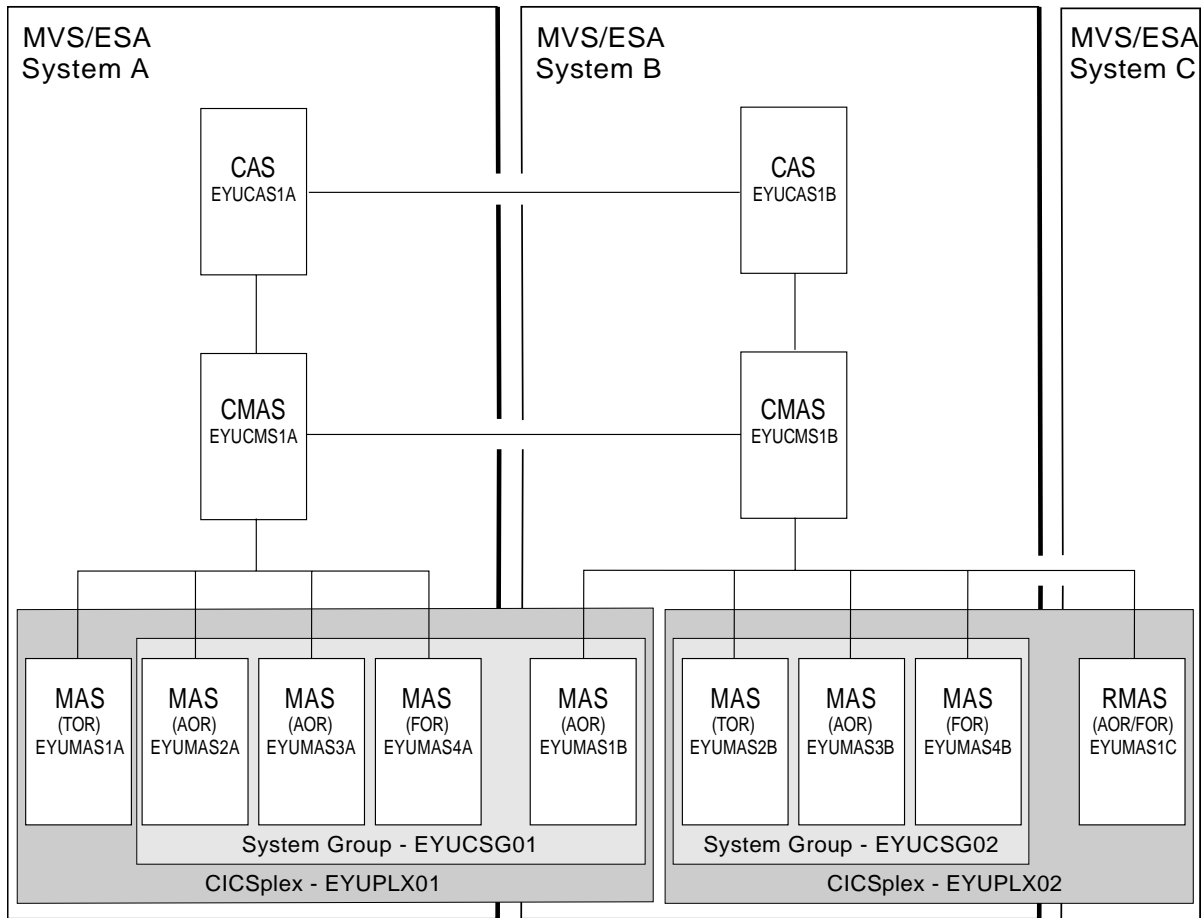 MVS/ESA
System A
MVS/ESA
System B
MVS/ESA
System C
CAS
EYUCAS1A
CAS
EYUCAS1B
CMAS
EYUCMS1A
CMAS
EYUCMS1B
MAS
(TOR)
EYUMAS1A
MAS
(AOR)
EYUMAS2A
MAS
(AOR)
EYUMAS3A
MAS
(FOR)
EYUMAS4A
MAS
(AOR)
EYUMAS1B
MAS
(TOR)
EYUMAS2B
MAS
(AOR)
EYUMAS3B
MAS
(FOR)
EYUMAS4B
RMAS
(AOR/FOR)
EYUMAS1C
System Group - EYUCSG01
System Group - EYUCSG02
CICSplex - EYUPLX01
CICSplex - EYUPLX02